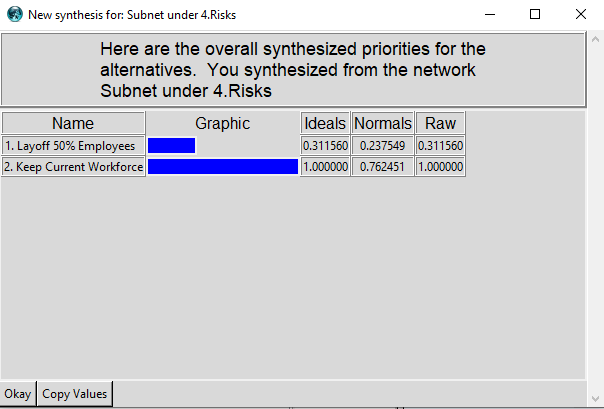 New synthesis for: Subnet under 4.Risks
Here are the overall synthesized priorities for the
alternatives. You synthesized from the network
Subnet under 4.Risks
Name Graphic Ideals Normals Raw
1. Layoff 50% Employees 0.311560 0.237549 0.311560
2. Keep Current Workforce 1.000000 0.762451 1.000000
Okay Copy Values